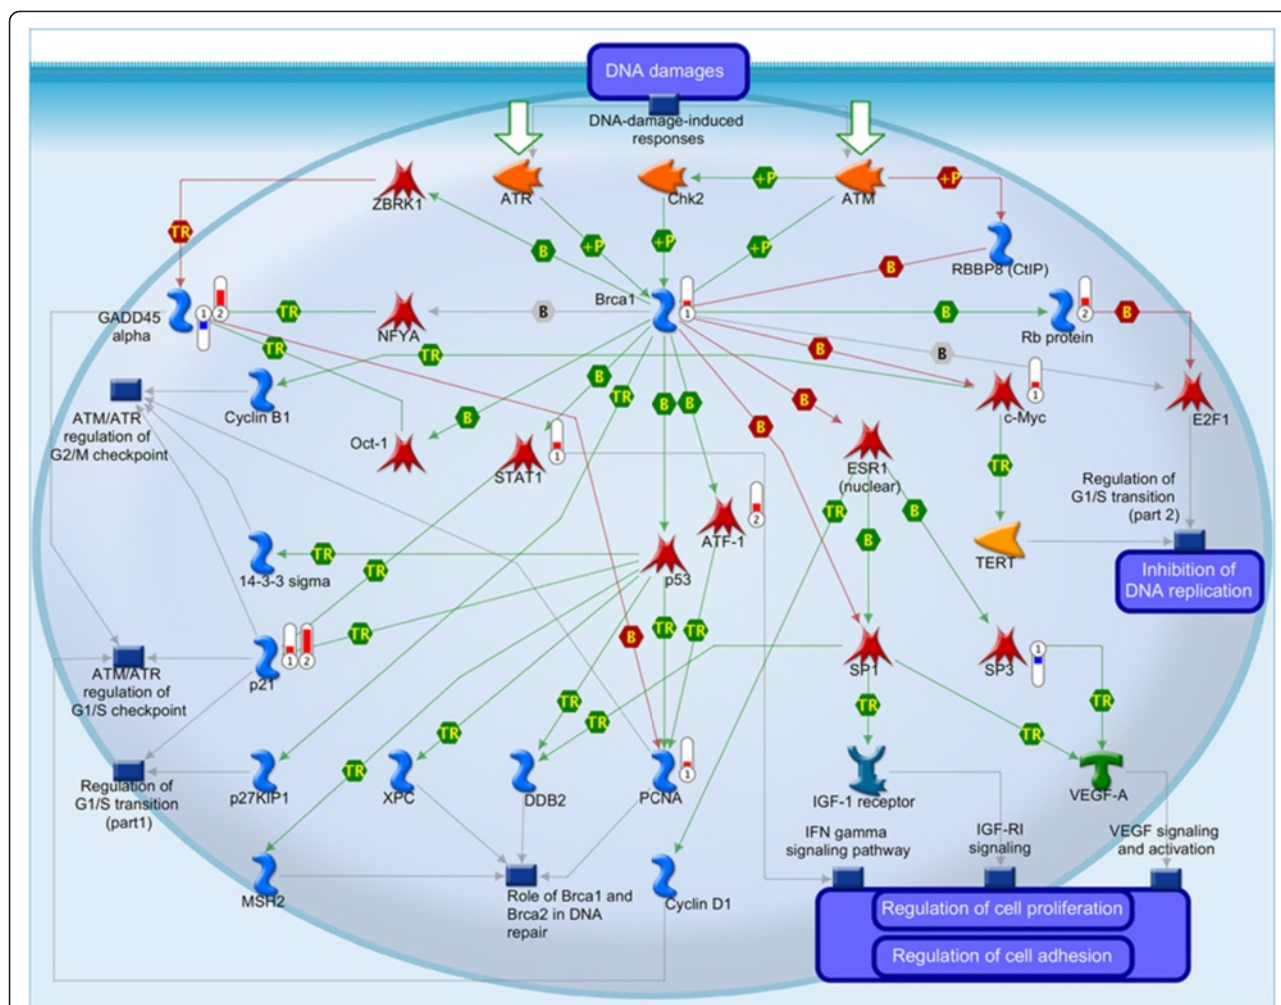 DNA damages
DNA-damage-induced
responses
+P
+P
ZBRK1
ATR
Chk2
ATM
TR
B
+P
+P
+P
B
RBBP8 (CtIP)
Brca1
GADD45
alpha
1
2
TR
NFYA
B
1
B
Rb protein
2
B
TR
TR
B
B
Cyclin B1
B
TR
B
B
B
c-Myc
1
E2F1
ATM/ATR
regulation of
G2/M checkpoint
Oct-1
B
STAT1
1
B
ESR1
(nuclear)
TR
Regulation of
G1/S transition
(part 2)
ATF-1
2
TR
B
B
14-3-3 sigma
TR
TR
p53
TERT
Inhibition of
DNA replication
p21
1
2
TR
B
TR
TR
SP1
SP3
1
ATM/ATR
regulation of
G1/S checkpoint
TR
TR
TR
TR
TR
TR
Regulation of
G1/S transition
(part1)
p27KIP1
TR
XPC
DDB2
PCNA
1
IGF-1 receptor
VEGF-A
MSH2
Role of Brca1 and
Brca2 in DNA
repair
Cyclin D1
IFN gamma
signaling pathway
IGF-RI
signaling
VEGF signaling
and activation
Regulation of cell proliferation
Regulation of cell adhesion